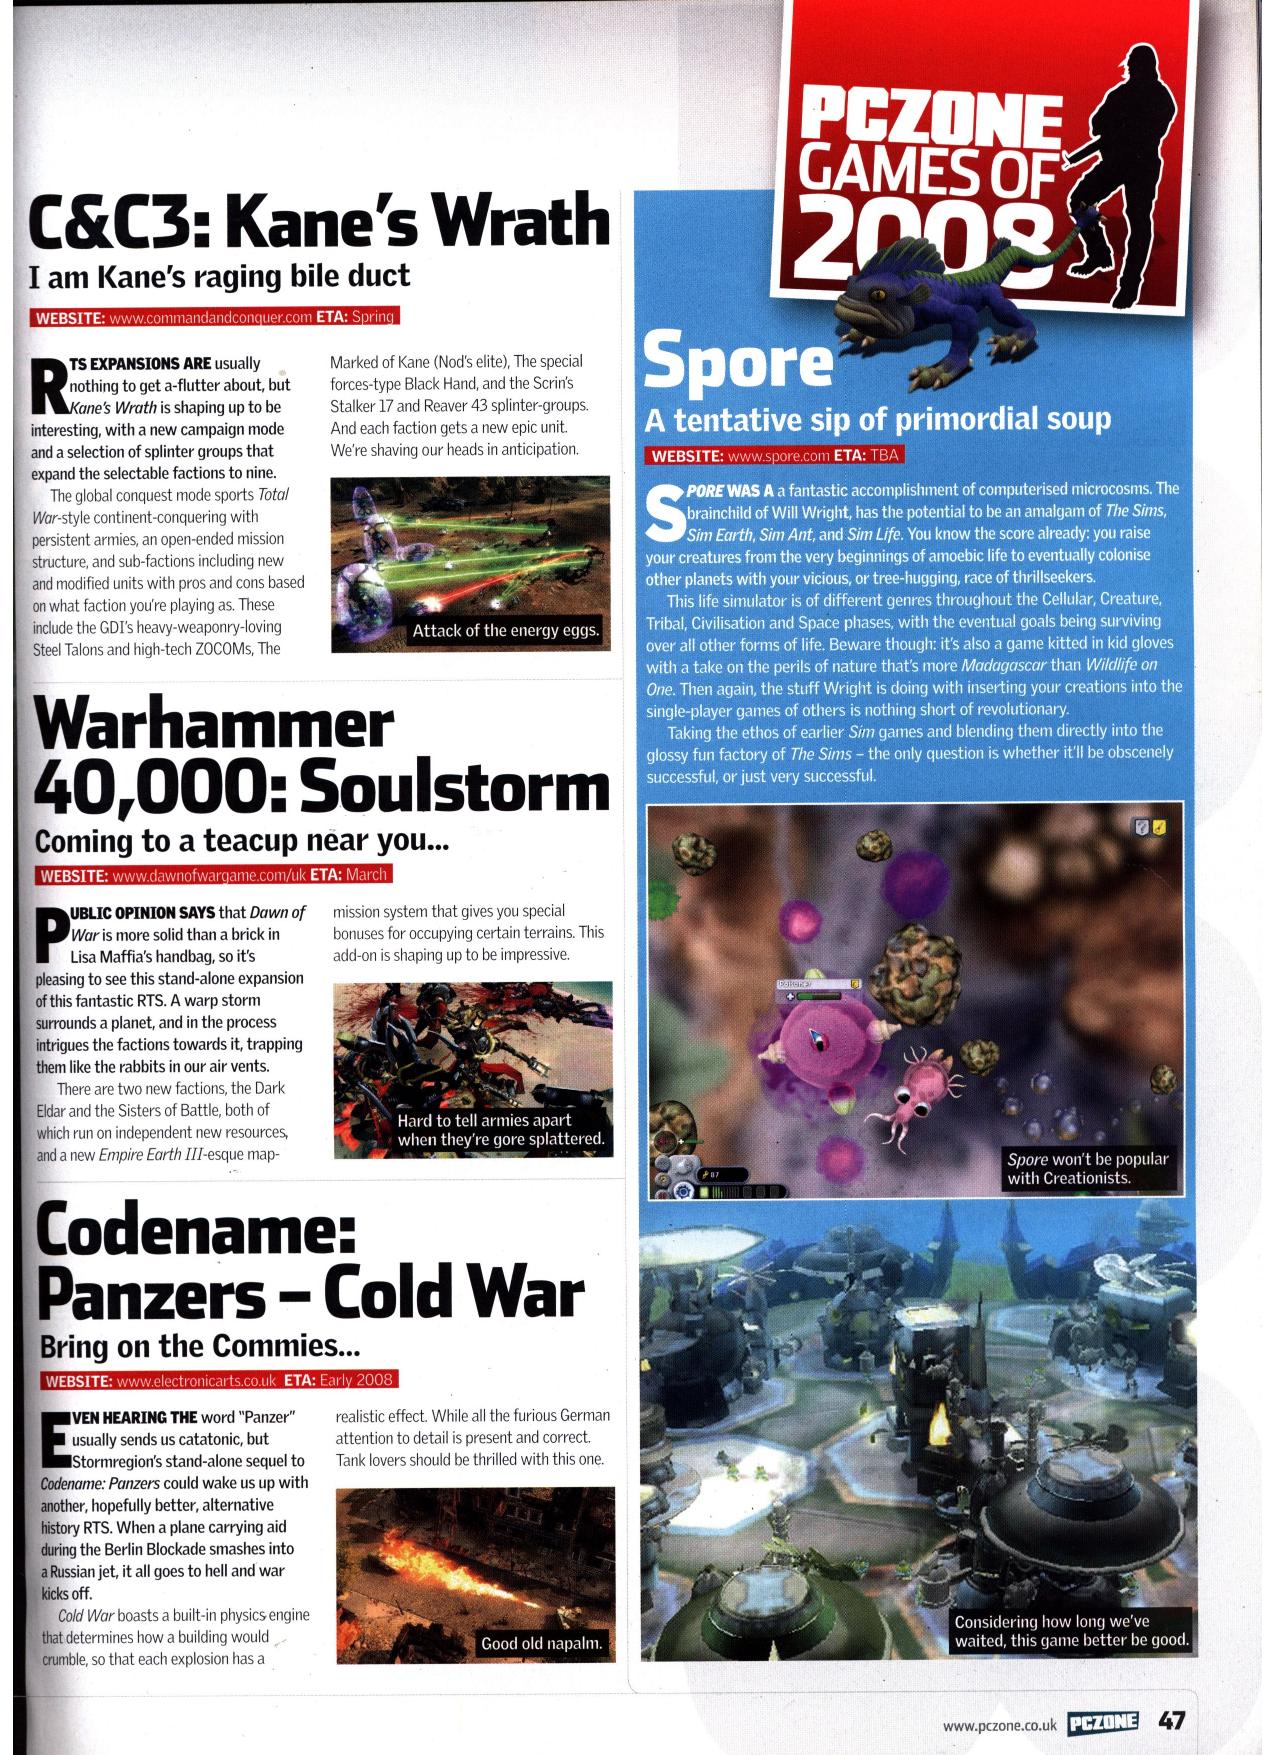 PCZONE
GAMES OF
2008
C&C3: Kane's Wrath
I am Kane's raging bile duct
WEBSITE: www.commandandconquer.com ETA: Spring
RTS EXPANSIONS ARE usually
nothing to get a-flutter about, but
Kane's Wrath is shaping up to be
interesting, with a new campaign mode
and a selection of splinter groups that
expand the selectable factions to nine.
The global conquest mode sports Total
War-style continent-conquering with
persistent armies, an open-ended mission
structure, and sub-factions including new
and modified units with pros and cons based
on what faction you're playing as. These
include the GDI's heavy-weaponry-loving
Steel Talons and high-tech ZOCOMs, The
Marked of Kane (Nod's elite), The special
forces-type Black Hand, and the Scrin's
Stalker 17 and Reaver 43 splinter-groups.
And each faction gets a new epic unit.
We're shaving our heads in anticipation.
Attack of the energy eggs.
Warhammer
40,000: Soulstorm
Coming to a teacup near you...
WEBSITE: www.dawnofwargame.com/uk ETA: March
PUBLIC OPINION SAYS that Dawn of
War is more solid than a brick in
Lisa Maffia's handbag, so it's
pleasing to see this stand-alone expansion
of this fantastic RTS. A warp storm
surrounds a planet, and in the process
intrigues the factions towards it, trapping
them like the rabbits in our air vents.
There are two new factions, the Dark
Eldar and the Sisters of Battle, both of
which run on independent new resources,
and a new Empire Earth III-esque map-
mission system that gives you special
bonuses for occupying certain terrains. This
add-on is shaping up to be impressive.
Hard to tell armies apart
when they're gore splattered.
Codename:
Panzers – Cold War
Bring on the Commies...
WEBSITE: www.electronicarts.co.uk ETA: Early 2008
EVEN HEARING THE word "Panzer"
usually sends us catatonic, but
Stormregion's stand-alone sequel to
Codename: Panzers could wake us up with
another, hopefully better, alternative
history RTS. When a plane carrying aid
during the Berlin Blockade smashes into
a Russian jet, it all goes to hell and war
kicks off.
Cold War boasts a built-in physics engine
that determines how a building would
crumble, so that each explosion has a
realistic effect. While all the furious German
attention to detail is present and correct.
Tank lovers should be thrilled with this one.
Good old napalm.
Spore
A tentative sip of primordial soup
WEBSITE: www.spore.com ETA: TBA
SPORE WAS A a fantastic accomplishment of computerised microcosms. The
brainchild of Will Wright, has the potential to be an amalgam of The Sims,
Sim Earth, Sim Ant, and Sim Life. You know the score already: you raise
your creatures from the very beginnings of amoebic life to eventually colonise
other planets with your vicious, or tree-hugging, race of thrillseekers.
This life simulator is of different genres throughout the Cellular, Creature,
Tribal, Civilisation and Space phases, with the eventual goals being surviving
over all other forms of life. Beware though: it's also a game kitted in kid gloves
with a take on the perils of nature that's more Madagascar than Wildlife on
One. Then again, the stuff Wright is doing with inserting your creations into the
single-player games of others is nothing short of revolutionary.
Taking the ethos of earlier Sim games and blending them directly into the
glossy fun factory of The Sims – the only question is whether it'll be obscenely
successful, or just very successful.
87
Spore won't be popular
with Creationists.
Considering how long we've
waited, this game better be good.
www.pczone.co.uk PCZONE 47